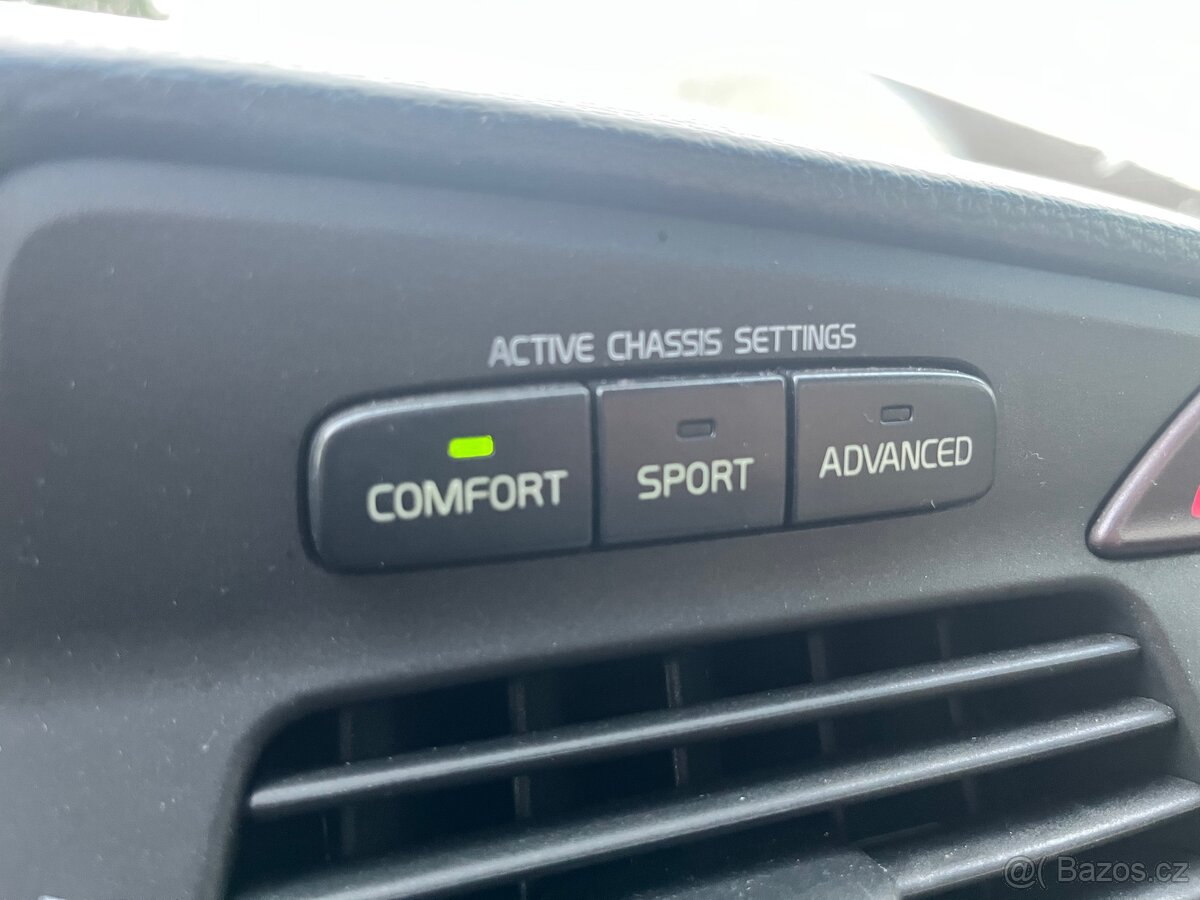 ACTIVE CHASSIS SETTINGS
COMFORT SPORT ADVANCED
@( Bazos.cz